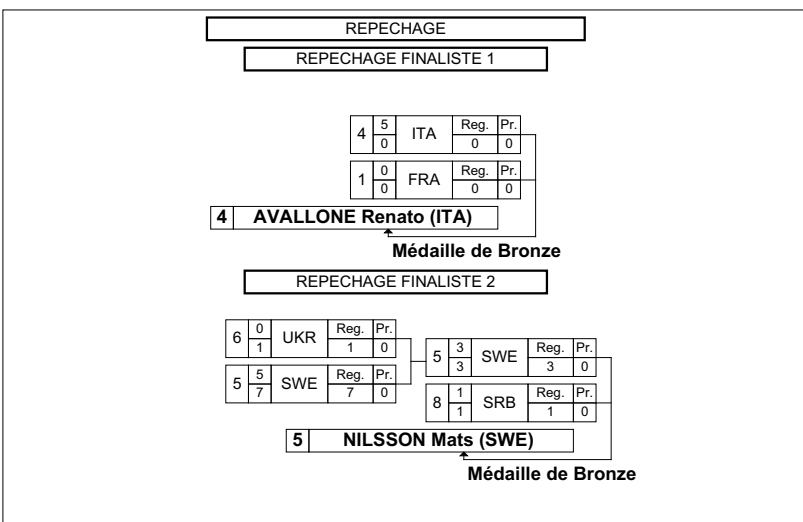 REPECHAGE
REPECHAGE FINALISTE 1
4 5 ITA Reg. Pr.
0 0 0
1 0 FRA Reg. Pr.
0 0 0
4 AVALLONE Renato (ITA)
Médaille de Bronze
REPECHAGE FINALISTE 2
6 0 UKR Reg. Pr.
1 1 0
5 3 SWE Reg. Pr.
3 3 0
5 5 SWE Reg. Pr.
7 7 0
8 1 SRB Reg. Pr.
1 1 0
5 NILSSON Mats (SWE)
Médaille de Bronze